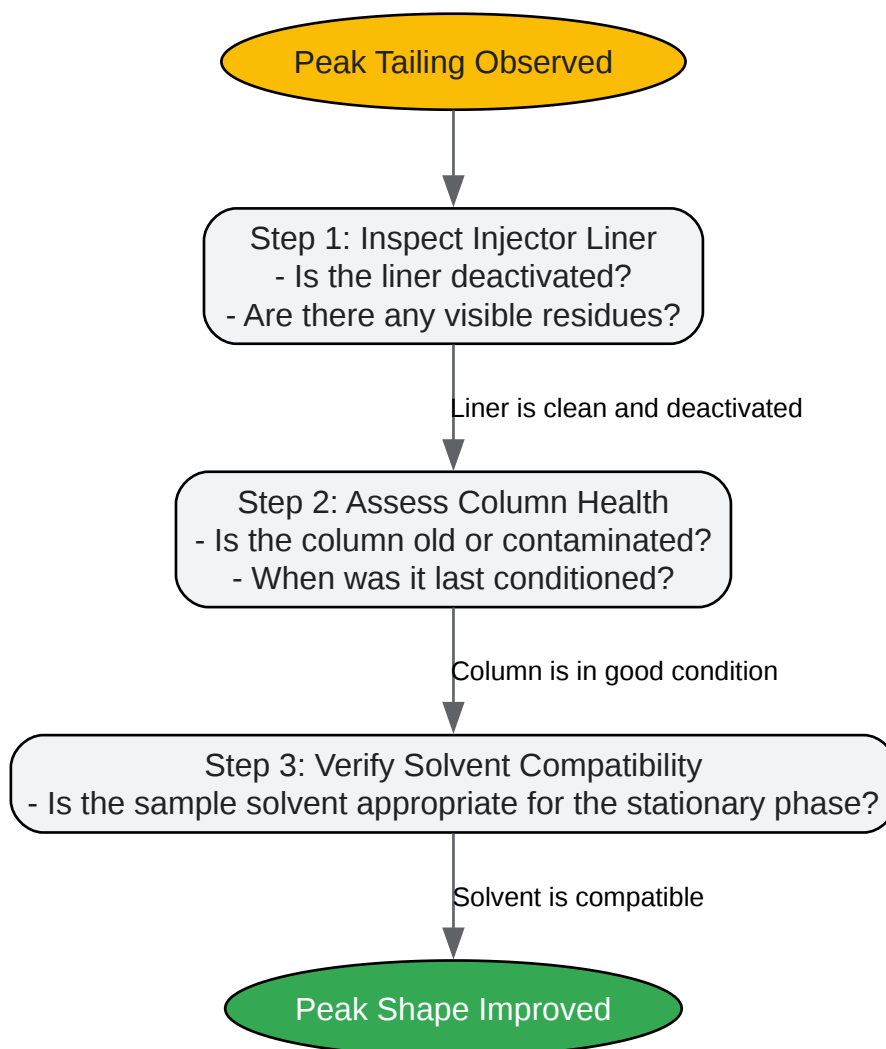 Peak Tailing Observed
Step 1: Inspect Injector Liner
- Is the liner deactivated?
- Are there any visible residues?
Liner is clean and deactivated
Step 2: Assess Column Health
- Is the column old or contaminated?
- When was it last conditioned?
Column is in good condition
Step 3: Verify Solvent Compatibility
- Is the sample solvent appropriate for the stationary phase?
Solvent is compatible
Peak Shape Improved